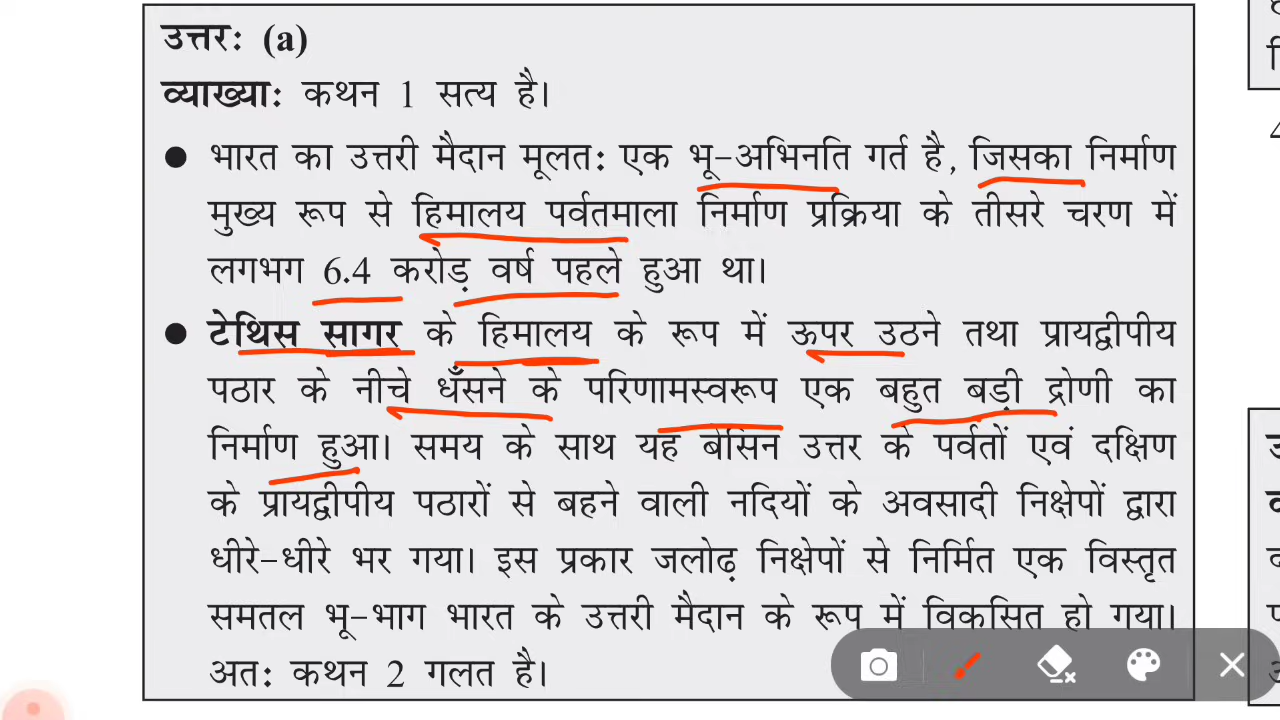 उत्तरः (a)
व्याख्याः कथन 1 सत्य है।
● भारत का उत्तरी मैदान मूलतः एक भू-अभिनति गर्त है, जिसका निर्माण
मुख्य रूप से हिमालय पर्वतमाला निर्माण प्रक्रिया के तीसरे चरण में
लगभग 6.4 करोड़ वर्ष पहले हुआ था।
● टेथिस सागर के हिमालय के रूप में ऊपर उठने तथा प्रायद्वीपीय
पठार के नीचे धँसने के परिणामस्वरूप एक बहुत बड़ी द्रोणी का
निर्माण हुआ। समय के साथ यह बेसिन उत्तर के पर्वतों एवं दक्षिण
के प्रायद्वीपीय पठारों से बहने वाली नदियों के अवसादी निक्षेपों द्वारा
धीरे-धीरे भर गया। इस प्रकार जलोढ़ निक्षेपों से निर्मित एक विस्तृत
समतल भू-भाग भारत के उत्तरी मैदान के रूप में विकसित हो गया।
अतः कथन 2 गलत है।